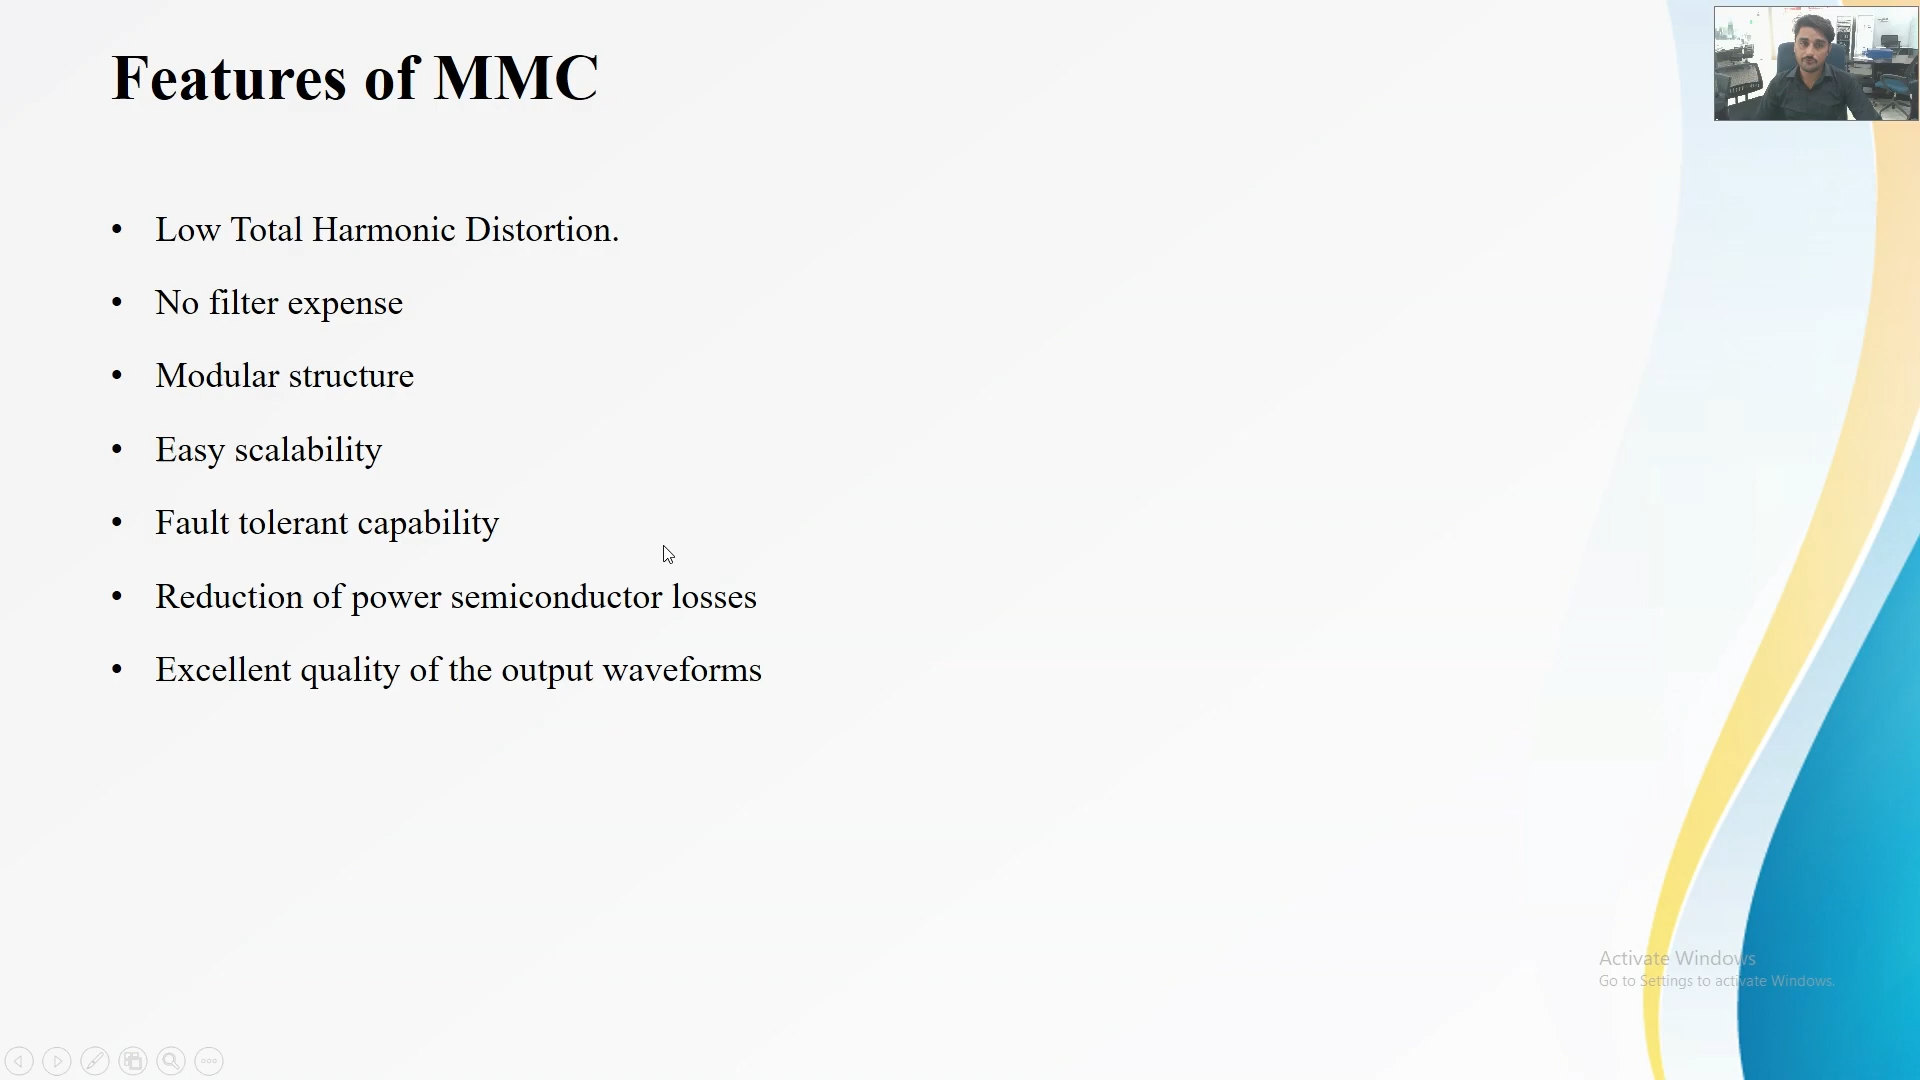 Features of MMC
• Low Total Harmonic Distortion.
• No filter expense
• Modular structure
• Easy scalability
• Fault tolerant capability
• Reduction of power semiconductor losses
• Excellent quality of the output waveforms
Activate Windows
Go to Settings to activate Windows.